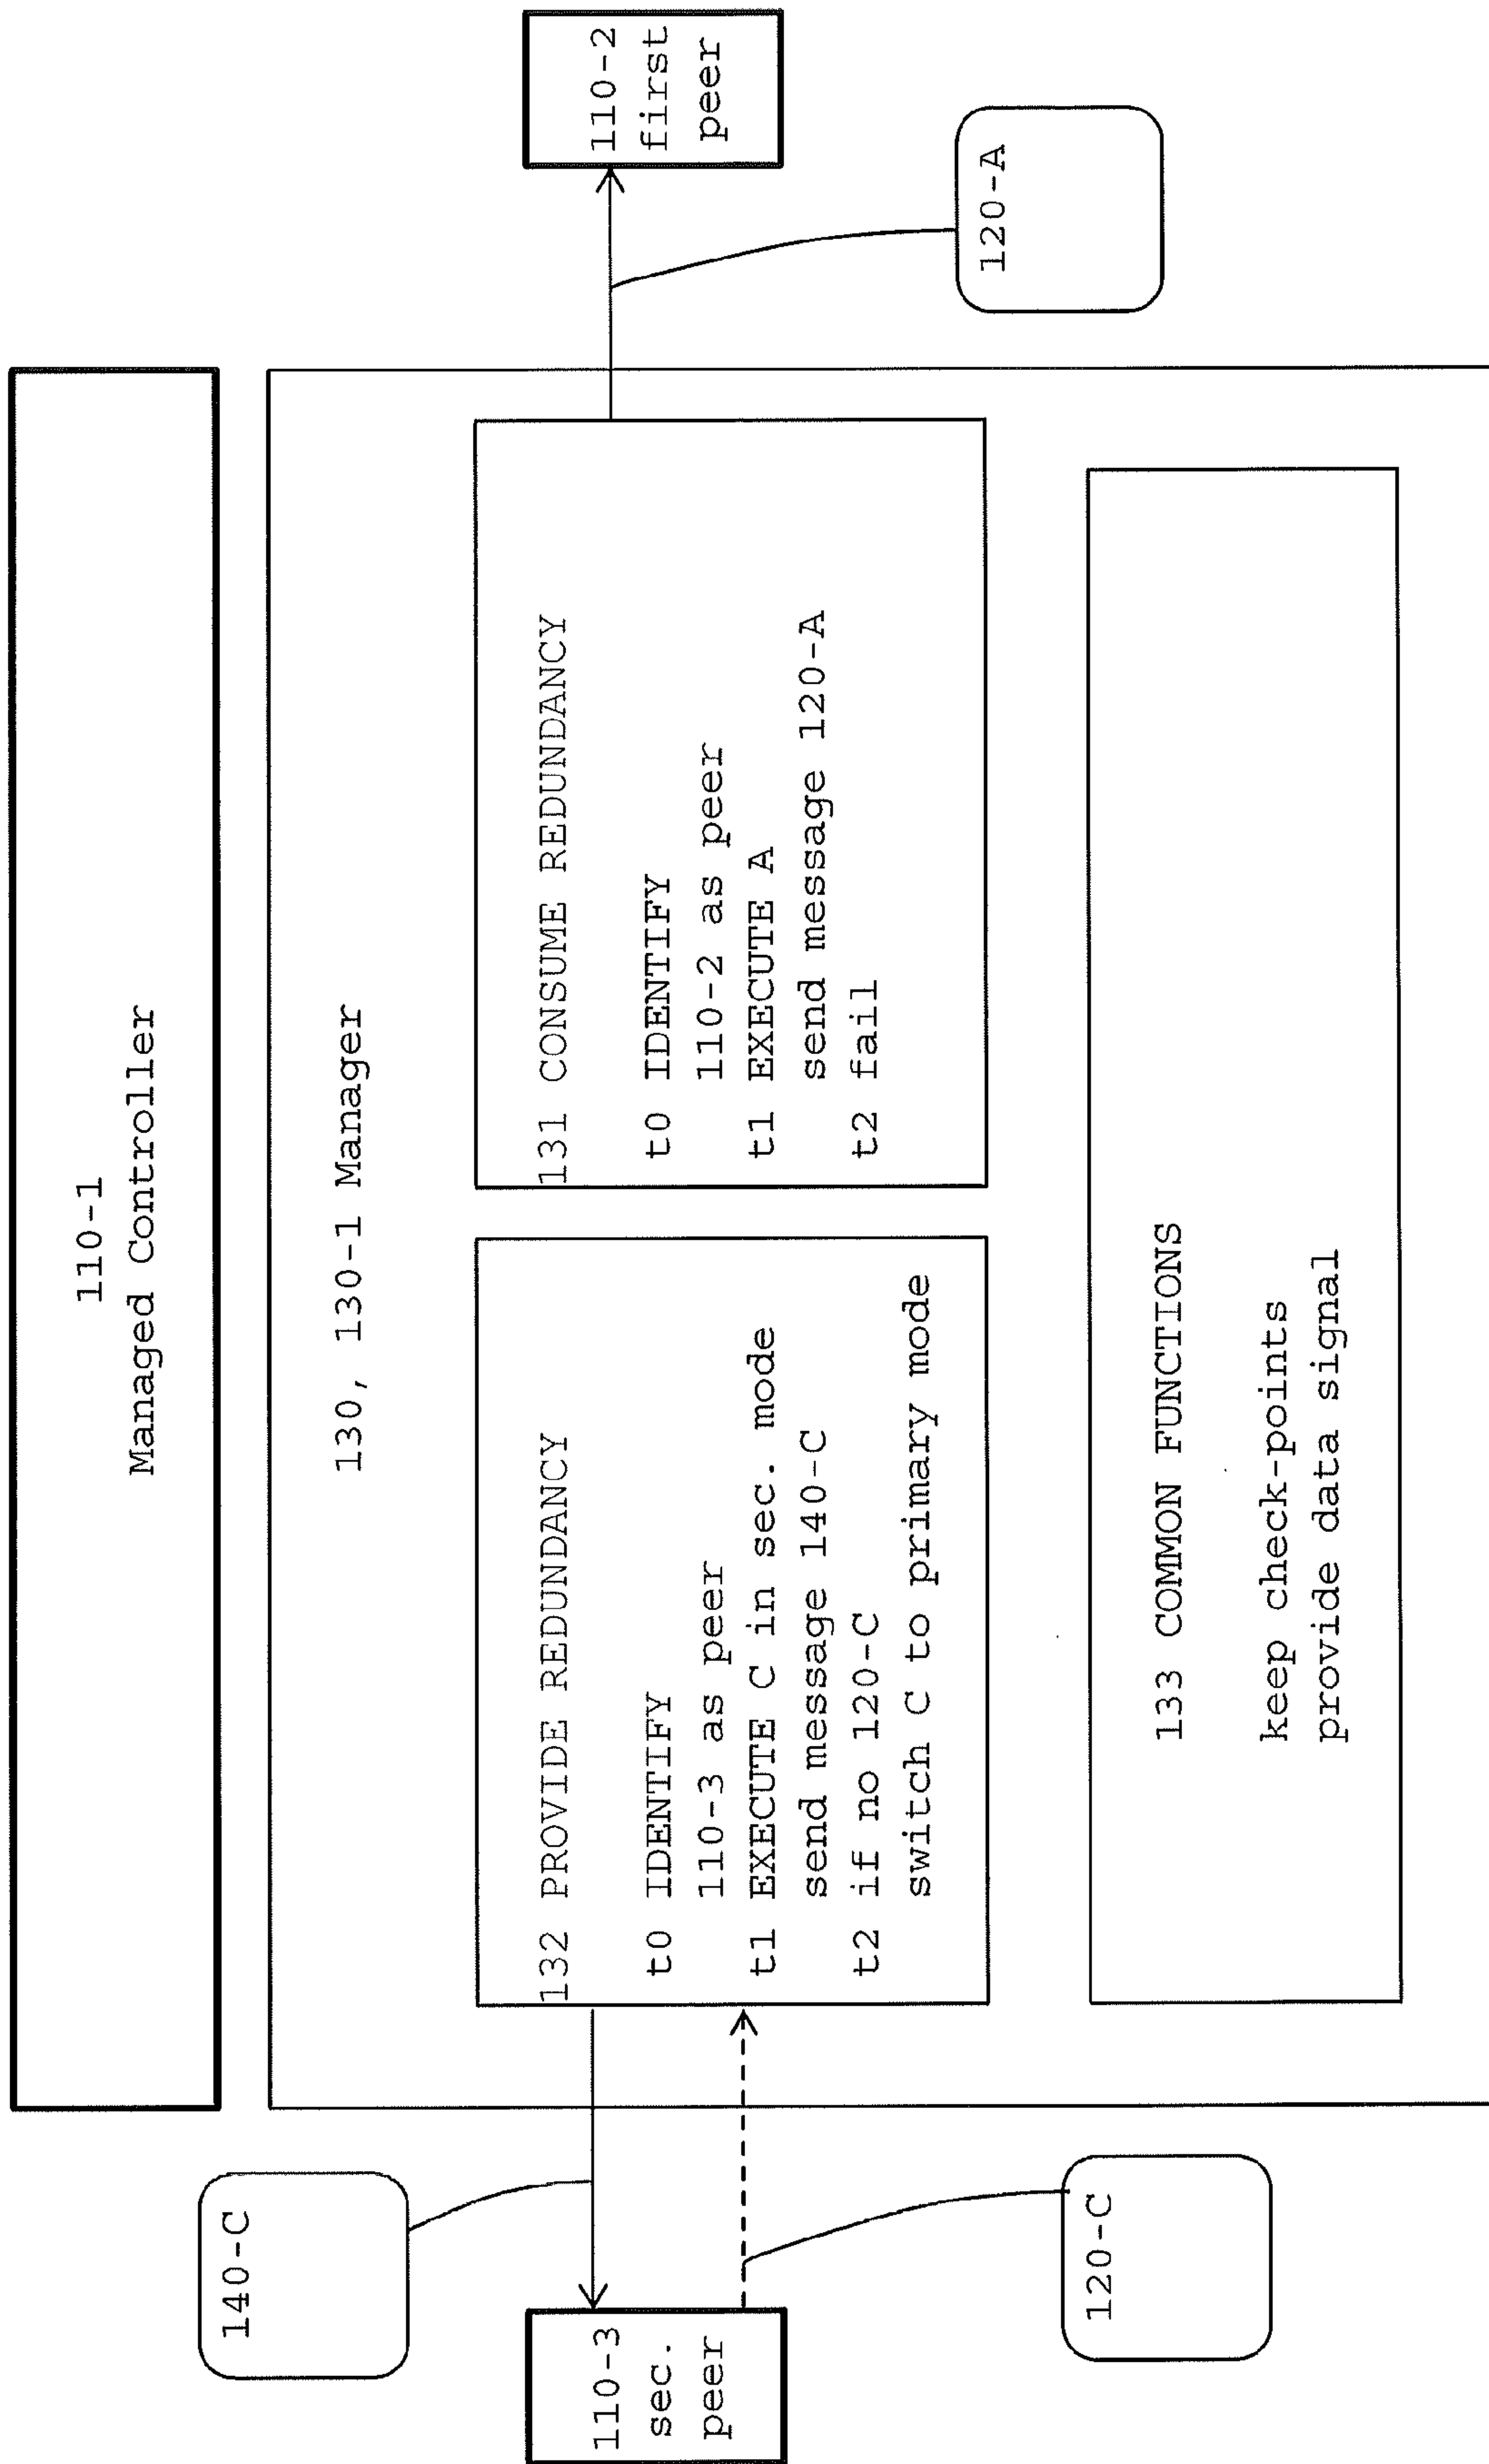 110-1
Managed Controller
130, 130-1 Manager
140-C
110-3
sec.
peer
120-C
132 PROVIDE REDUNDANCY
t0 IDENTIFY
110-3 as peer
t1 EXECUTE C in sec. mode
send message 140-C
t2 if no 120-C
switch C to primary mode
131 CONSUME REDUNDANCY
t0 IDENTIFY
110-2 as peer
t1 EXECUTE A
send message 120-A
t2 fail
110-2
first
peer
120-A
133 COMMON FUNCTIONS
keep check-points
provide data signal